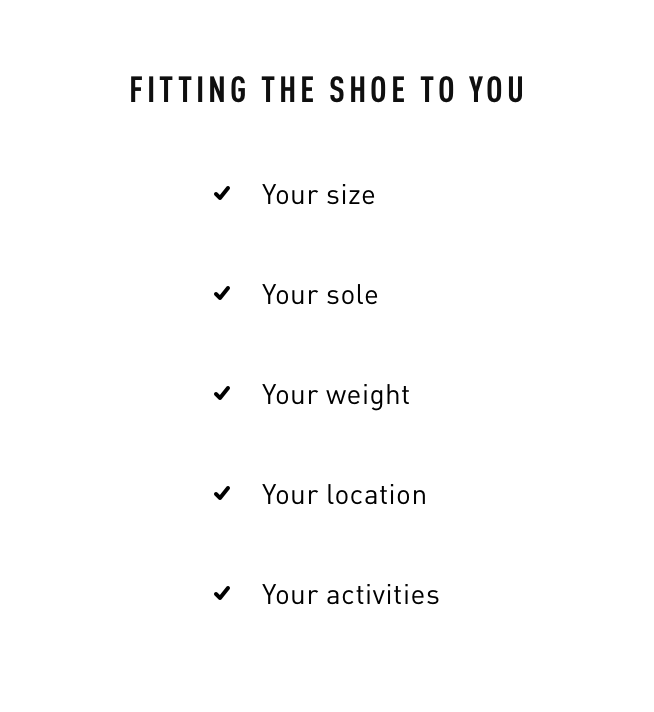 FITTING THE SHOE TO YOU
✔ Your size
✔ Your sole
✔ Your weight
✔ Your location
✔ Your activities